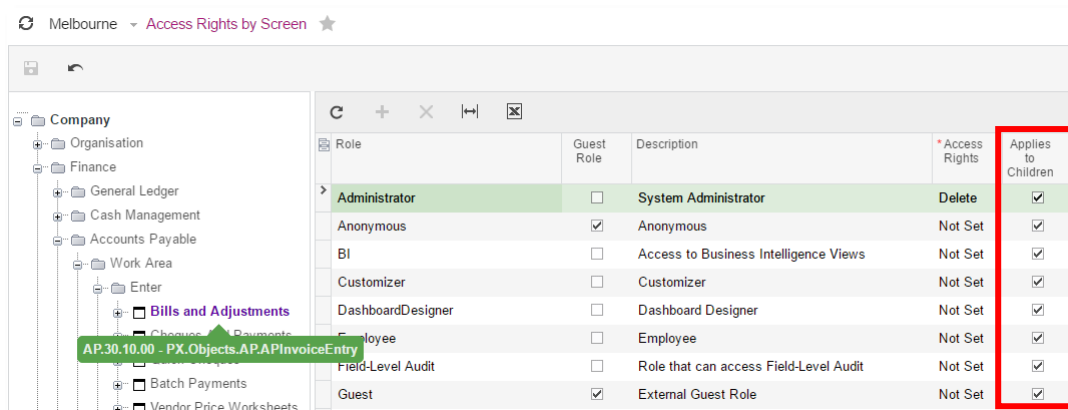 Melbourne Access Rights by Screen
Company
Organisation
Finance
General Ledger
Cash Management
Accounts Payable
Work Area
Enter
Bills and Adjustments
AP.30.10.00 - PX.Objects.AP.APInvoiceEntry
Batch Payments
Vendor Price Worksheets
Role Guest Role Description * Access Rights Applies to Children
Administrator System Administrator Delete
Anonymous Anonymous Not Set
BI Access to Business Intelligence Views Not Set
Customizer Customizer Not Set
DashboardDesigner Dashboard Designer Not Set
Employee Employee Not Set
Field-Level Audit Role that can access Field-Level Audit Not Set
Guest External Guest Role Not Set